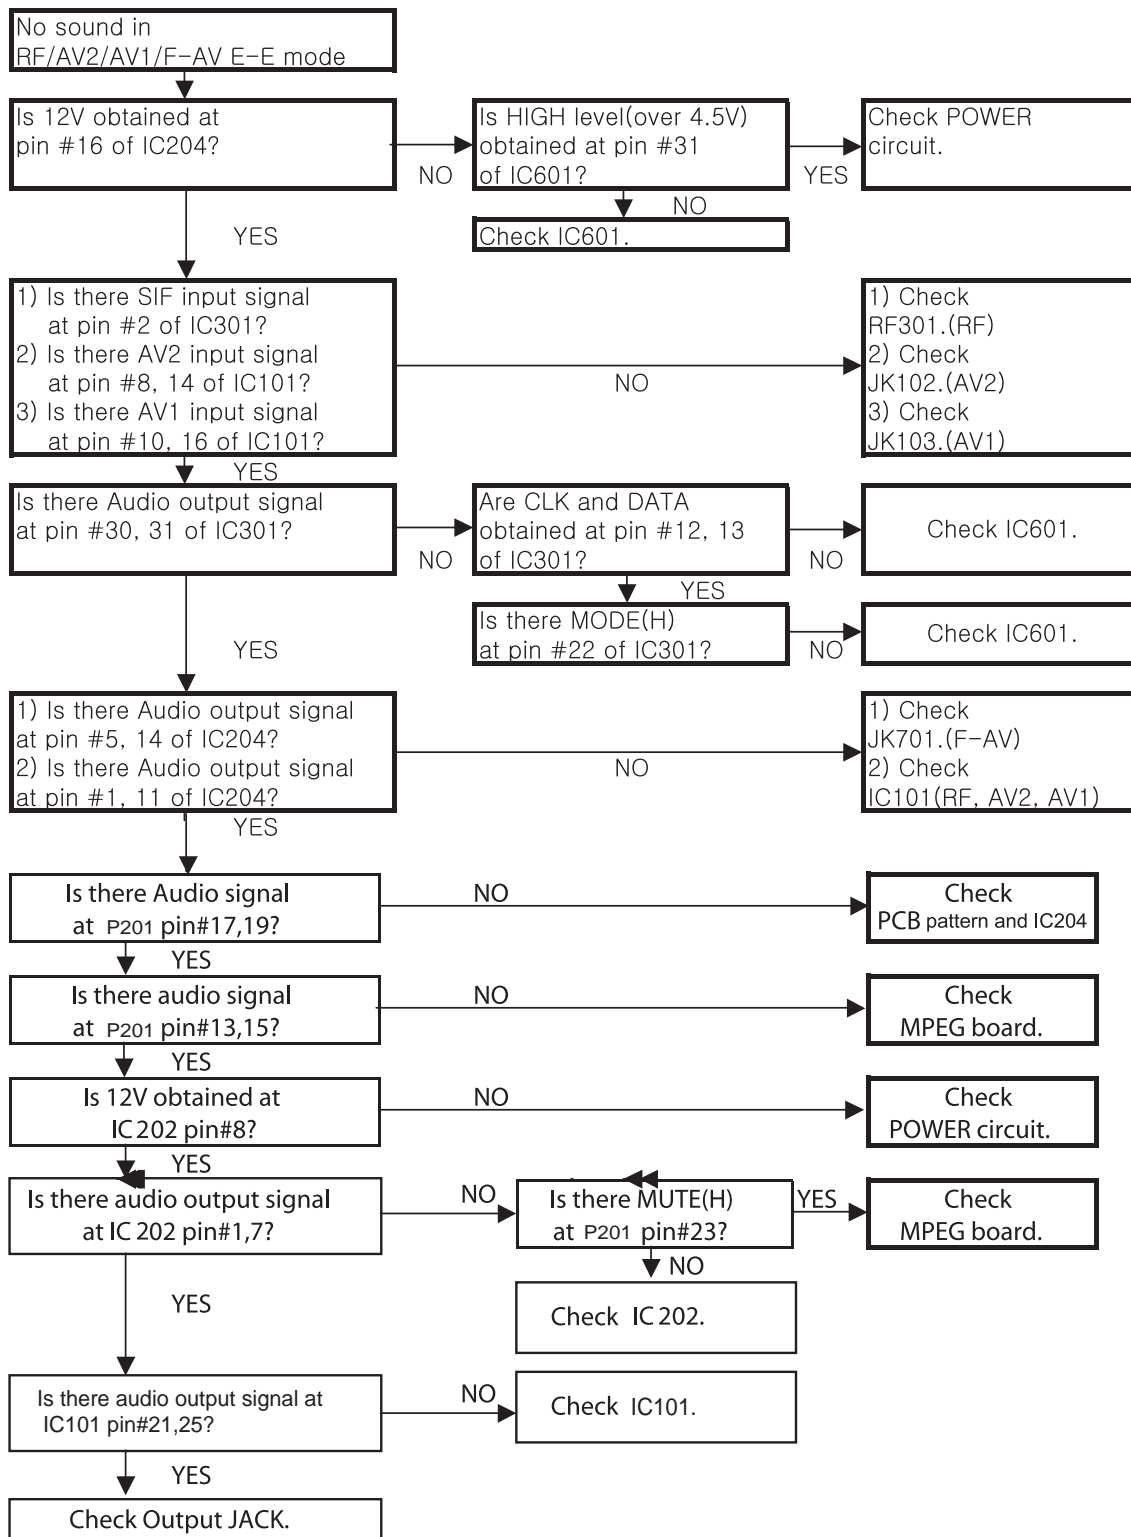 No sound in
RF/AV2/AV1/F-AV E-E mode
Is 12V obtained at
pin #16 of IC204?
NO
Is HIGH level(over 4.5V)
obtained at pin #31
of IC601?
YES
Check POWER
circuit.
NO
Check IC601.
YES
1) Is there SIF input signal
at pin #2 of IC301?
2) Is there AV2 input signal
at pin #8, 14 of IC101?
3) Is there AV1 input signal
at pin #10, 16 of IC101?
NO
1) Check
RF301.(RF)
2) Check
JK102.(AV2)
3) Check
JK103.(AV1)
YES
Is there Audio output signal
at pin #30, 31 of IC301?
NO
Are CLK and DATA
obtained at pin #12, 13
of IC301?
NO
Check IC601.
YES
Is there MODE(H)
at pin #22 of IC301?
NO
Check IC601.
YES
1) Is there Audio output signal
at pin #5, 14 of IC204?
2) Is there Audio output signal
at pin #1, 11 of IC204?
NO
1) Check
JK701.(F-AV)
2) Check
IC101(RF, AV2, AV1)
YES
Is there Audio signal
at P201 pin#17,19?
NO
Check
PCB pattern and IC204
YES
Is there audio signal
at P201 pin#13,15?
NO
Check
MPEG board.
YES
Is 12V obtained at
IC 202 pin#8?
NO
Check
POWER circuit.
YES
Is there audio output signal
at IC 202 pin#1,7?
NO
Is there MUTE(H)
at P201 pin#23?
YES
Check
MPEG board.
NO
Check IC 202.
YES
Is there audio output signal at
IC101 pin#21,25?
NO
Check IC101.
YES
Check Output JACK.